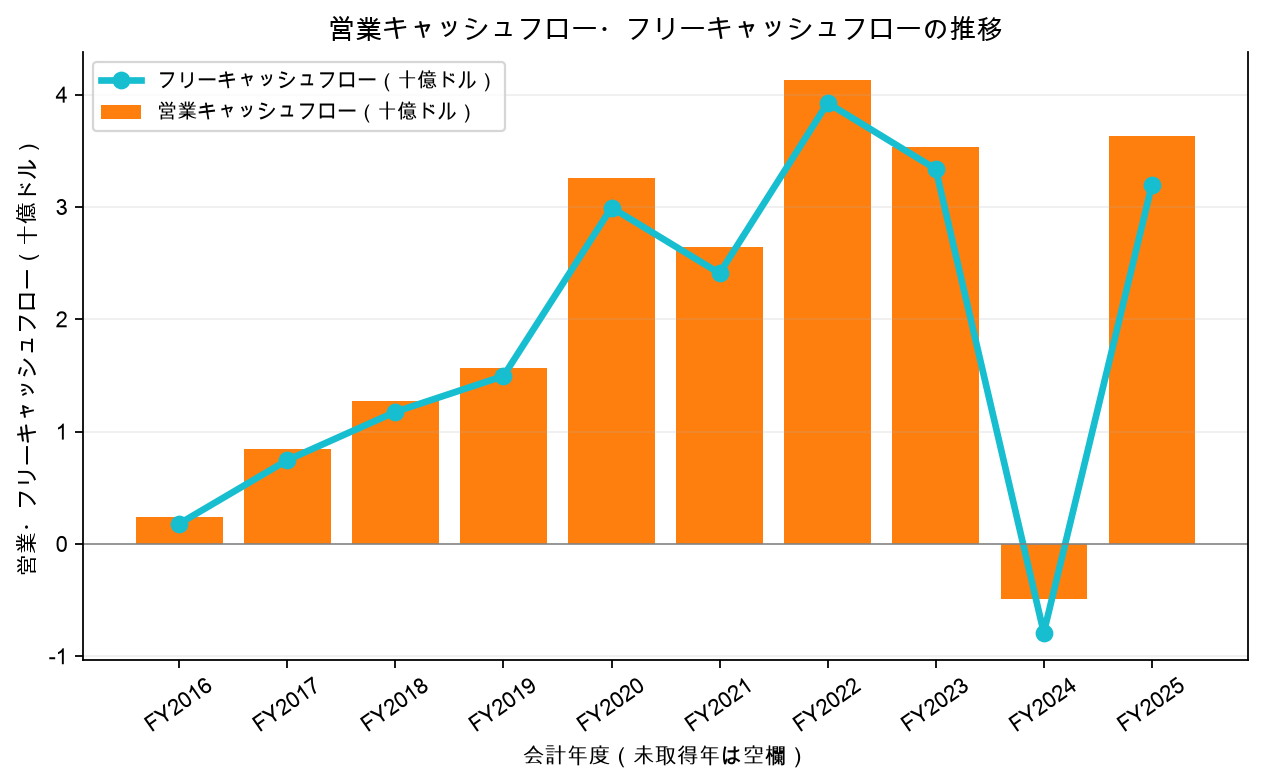 営業キャッシュフロー・フリーキャッシュフローの推移
フリーキャッシュフロー（十億ドル）
営業キャッシュフロー（十億ドル）
営業・フリーキャッシュフロー（十億ドル）
4
3
2
1
0
-1
FY2016
FY2017
FY2018
FY2019
FY2020
FY2021
FY2022
FY2023
FY2024
FY2025
会計年度（未取得年は空欄）